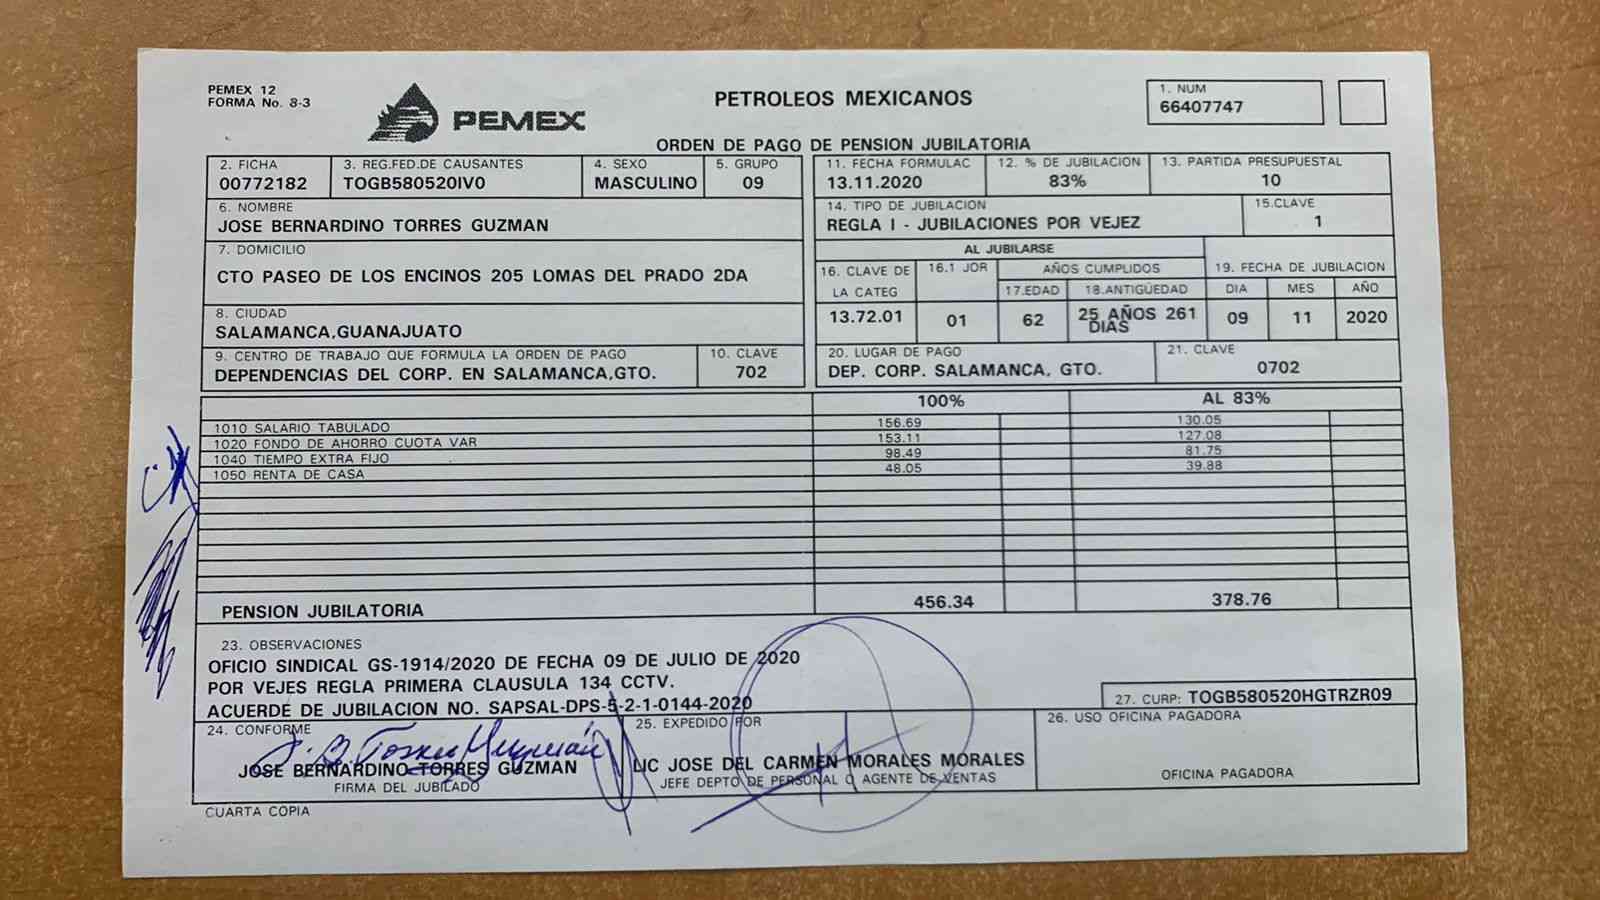 PEMEX 12
FORMA No. 8-3
PEMEX
PETROLEOS MEXICANOS
1. NUM
66407747
ORDEN DE PAGO DE PENSION JUBILATORIA
2. FICHA
00772182
3. REG.FED.DE CAUSANTES
TOGB580520IV0
4. SEXO
MASCULINO
5. GRUPO
09
11. FECHA FORMULAC
13.11.2020
12. % DE JUBILACION
83%
13. PARTIDA PRESUPUESTAL
10
6. NOMBRE
JOSE BERNARDINO TORRES GUZMAN
14. TIPO DE JUBILACION
REGLA I - JUBILACIONES POR VEJEZ
15.CLAVE
1
7. DOMICILIO
CTO PASEO DE LOS ENCINOS 205 LOMAS DEL PRADO 2DA
AL JUBILARSE
16. CLAVE DE
LA CATEG
13.72.01
16.1 JOR
01
AÑOS CUMPLIDOS
17.EDAD
62
18.ANTIGÜEDAD
25 AÑOS 261
DIAS
19. FECHA DE JUBILACION
DIA MES AÑO
09 11 2020
8. CIUDAD
SALAMANCA,GUANAJUATO
9. CENTRO DE TRABAJO QUE FORMULA LA ORDEN DE PAGO
DEPENDENCIAS DEL CORP. EN SALAMANCA,GTO.
10. CLAVE
702
20. LUGAR DE PAGO
DEP. CORP. SALAMANCA, GTO.
21. CLAVE
0702
100% AL 83%
1010 SALARIO TABULADO 156.69 130.05
1020 FONDO DE AHORRO CUOTA VAR 153.11 127.08
1040 TIEMPO EXTRA FIJO 98.49 81.75
1050 RENTA DE CASA 48.05 39.88
PENSION JUBILATORIA 456.34 378.76
23. OBSERVACIONES
OFICIO SINDICAL GS-1914/2020 DE FECHA 09 DE JULIO DE 2020
POR VEJES REGLA PRIMERA CLAUSULA 134 CCTV.
ACUERDE DE JUBILACION NO. SAPSAL-DPS-5-2-1-0144-2020
27. CURP: TOGB580520HGTRZR09
24. CONFORME
J. B. Torres Guzmán
JOSE BERNARDINO TORRES GUZMAN
FIRMA DEL JUBILADO
25. EXPEDIDO POR
LIC JOSE DEL CARMEN MORALES MORALES
JEFE DEPTO DE PERSONAL O AGENTE DE VENTAS
26. USO OFICINA PAGADORA
OFICINA PAGADORA
CUARTA COPIA